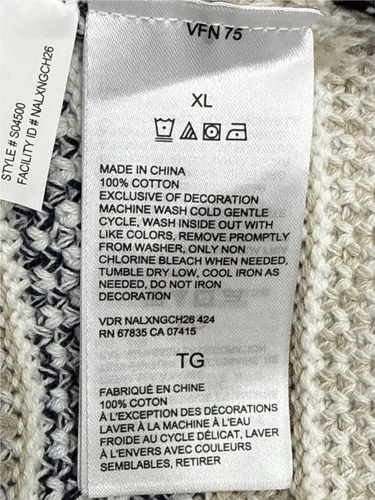 STYLE # S04500
FACILITY ID # NALXNGCH26
VFN 75
XL
MADE IN CHINA
100% COTTON
EXCLUSIVE OF DECORATION
MACHINE WASH COLD GENTLE
CYCLE, WASH INSIDE OUT WITH
LIKE COLORS, REMOVE PROMPTLY
FROM WASHER, ONLY NON
CHLORINE BLEACH WHEN NEEDED,
TUMBLE DRY LOW, COOL IRON AS
NEEDED, DO NOT IRON
DECORATION
VDR NALXNGCH26 424
RN 67835 CA 07415
TG
FABRIQUÉ EN CHINE
100% COTON
À L'EXCEPTION DES DÉCORATIONS
LAVER À LA MACHINE À L'EAU
FROIDE AU CYCLE DÉLICAT, LAVER
À L'ENVERS AVEC COULEURS
SEMBLABLES, RETIRER